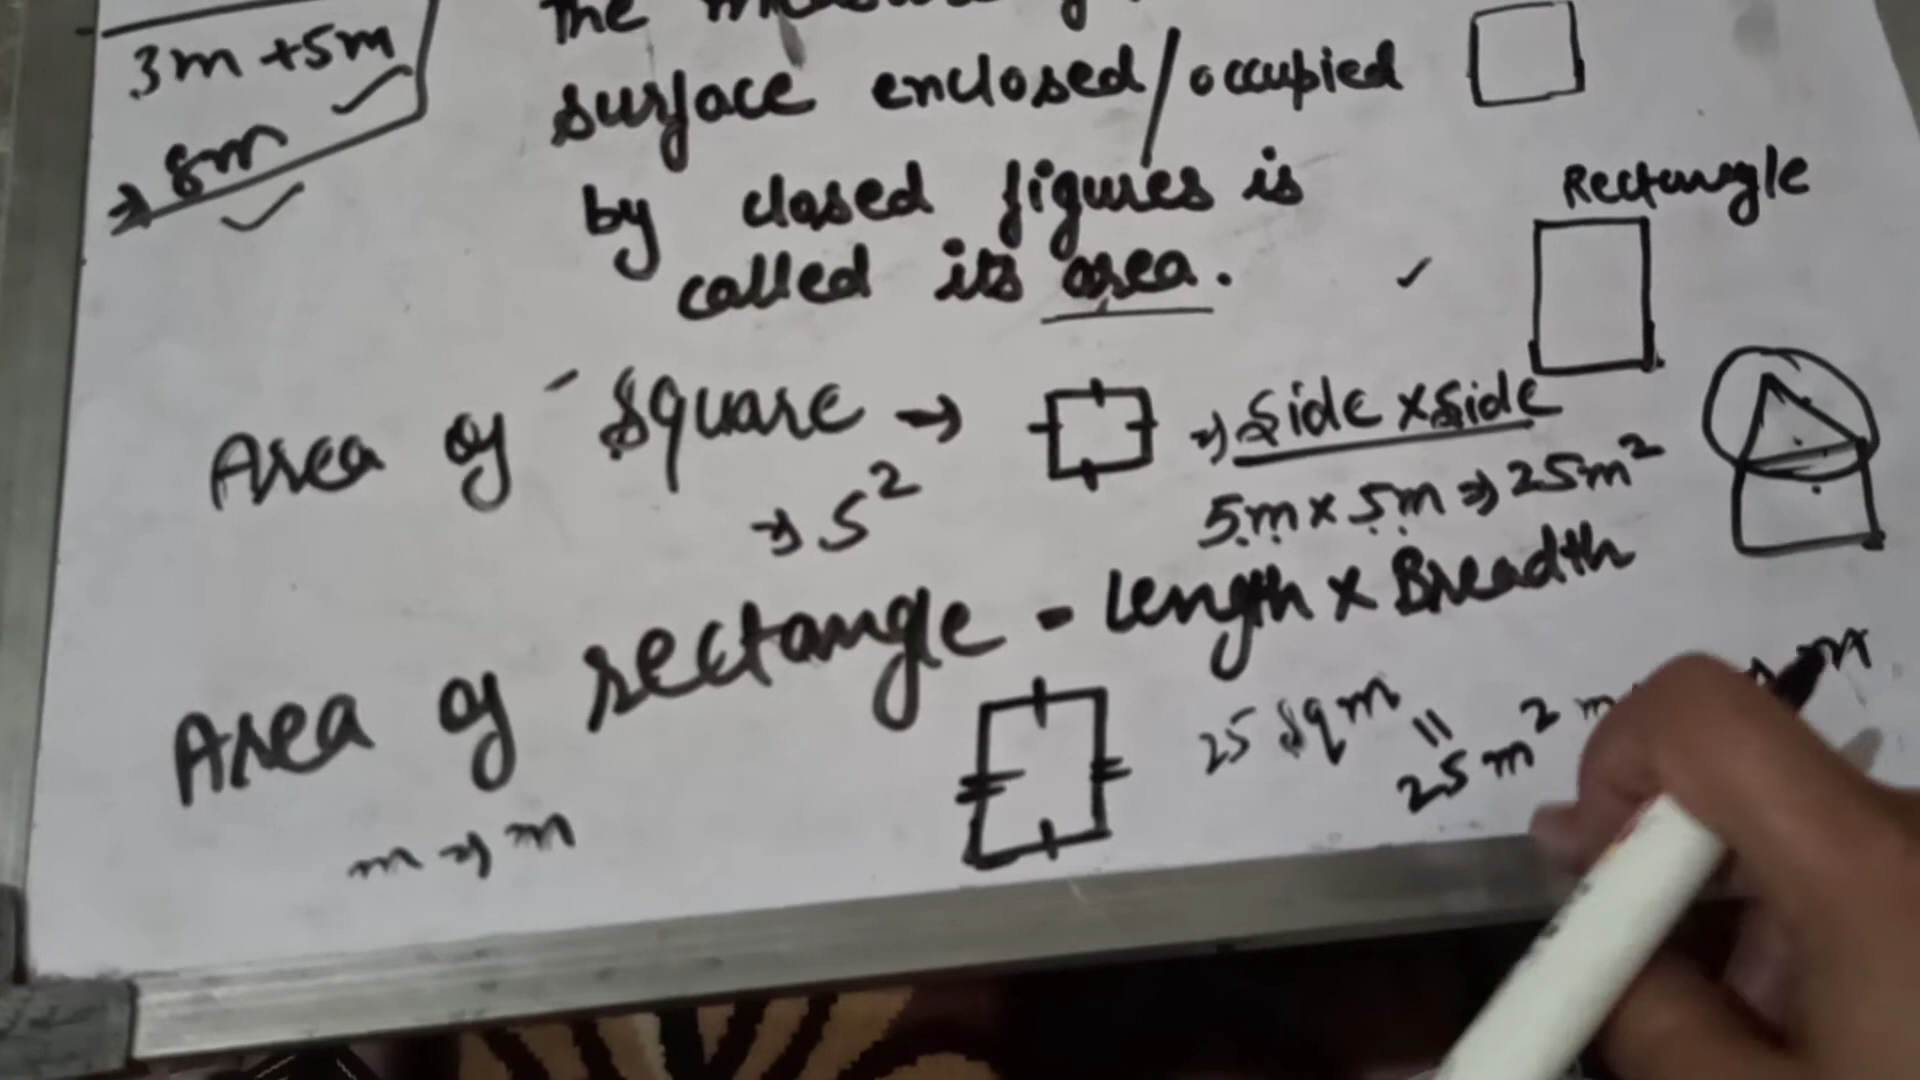 3m + 5m
⇒ 8m
The
surface enclosed/occupied
by closed figures is
called its area.
Rectangle
Area of square → ⇒ Side × Side
⇒ S²
5m × 5m ⇒ 25m²
Area of rectangle - Length × Breadth
25 sqm
=
25 m² m
m
m ⇒ m